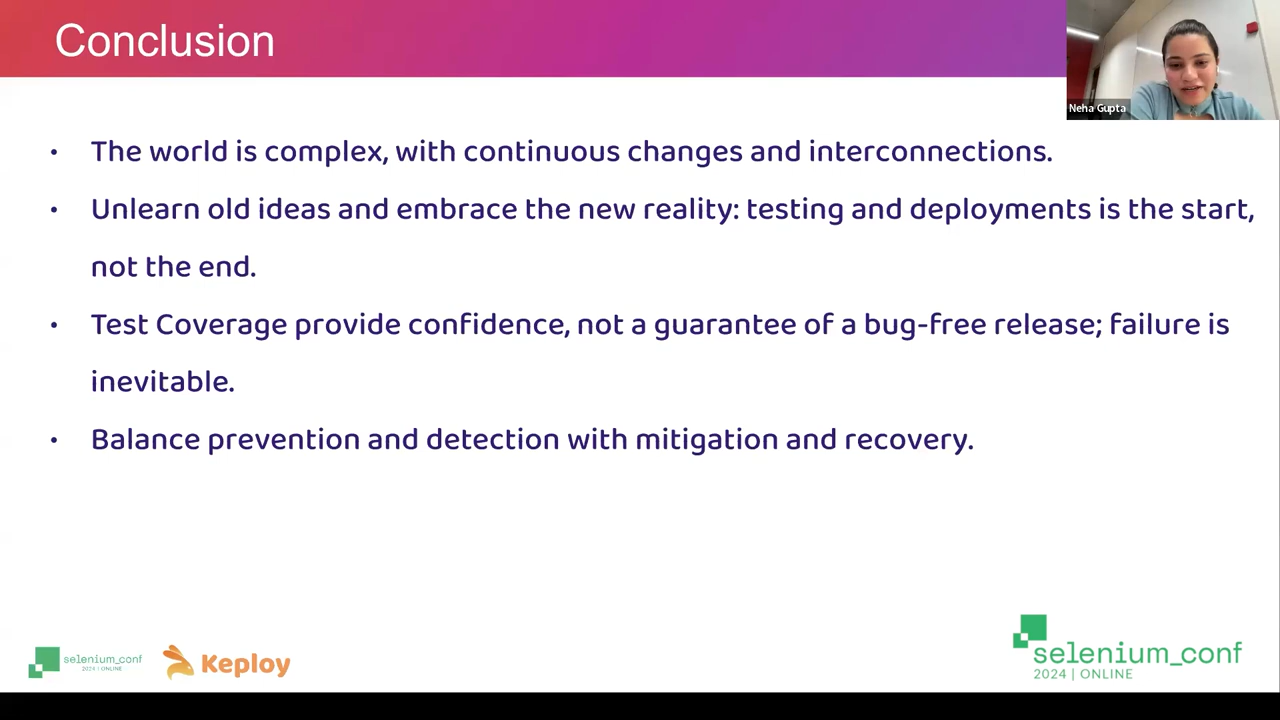 Conclusion
Neha Gupta
• The world is complex, with continuous changes and interconnections.
• Unlearn old ideas and embrace the new reality: testing and deployments is the start,
not the end.
• Test Coverage provide confidence, not a guarantee of a bug-free release; failure is
inevitable.
• Balance prevention and detection with mitigation and recovery.
selenium_conf
2024 | ONLINE
Keploy
selenium_conf
2024 | ONLINE